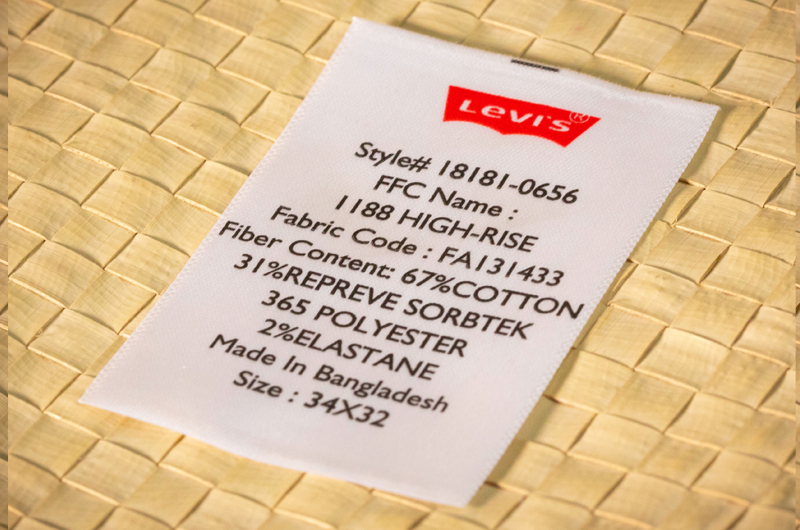 Levi's®
Style# 18181-0656
FFC Name :
1188 HIGH-RISE
Fabric Code : FA131433
Fiber Content: 67%COTTON
31%REPREVE SORBTEK
365 POLYESTER
2%ELASTANE
Made In Bangladesh
Size : 34X32